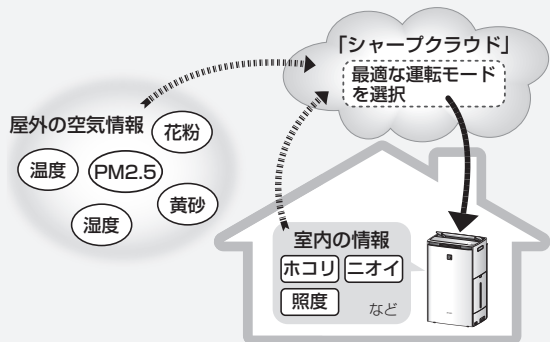 「シャープクラウド」
最適な運転モード
を選択
屋外の空気情報
花粉
温度
PM2.5
黄砂
湿度
室内の情報
ホコリ
ニオイ
照度
など